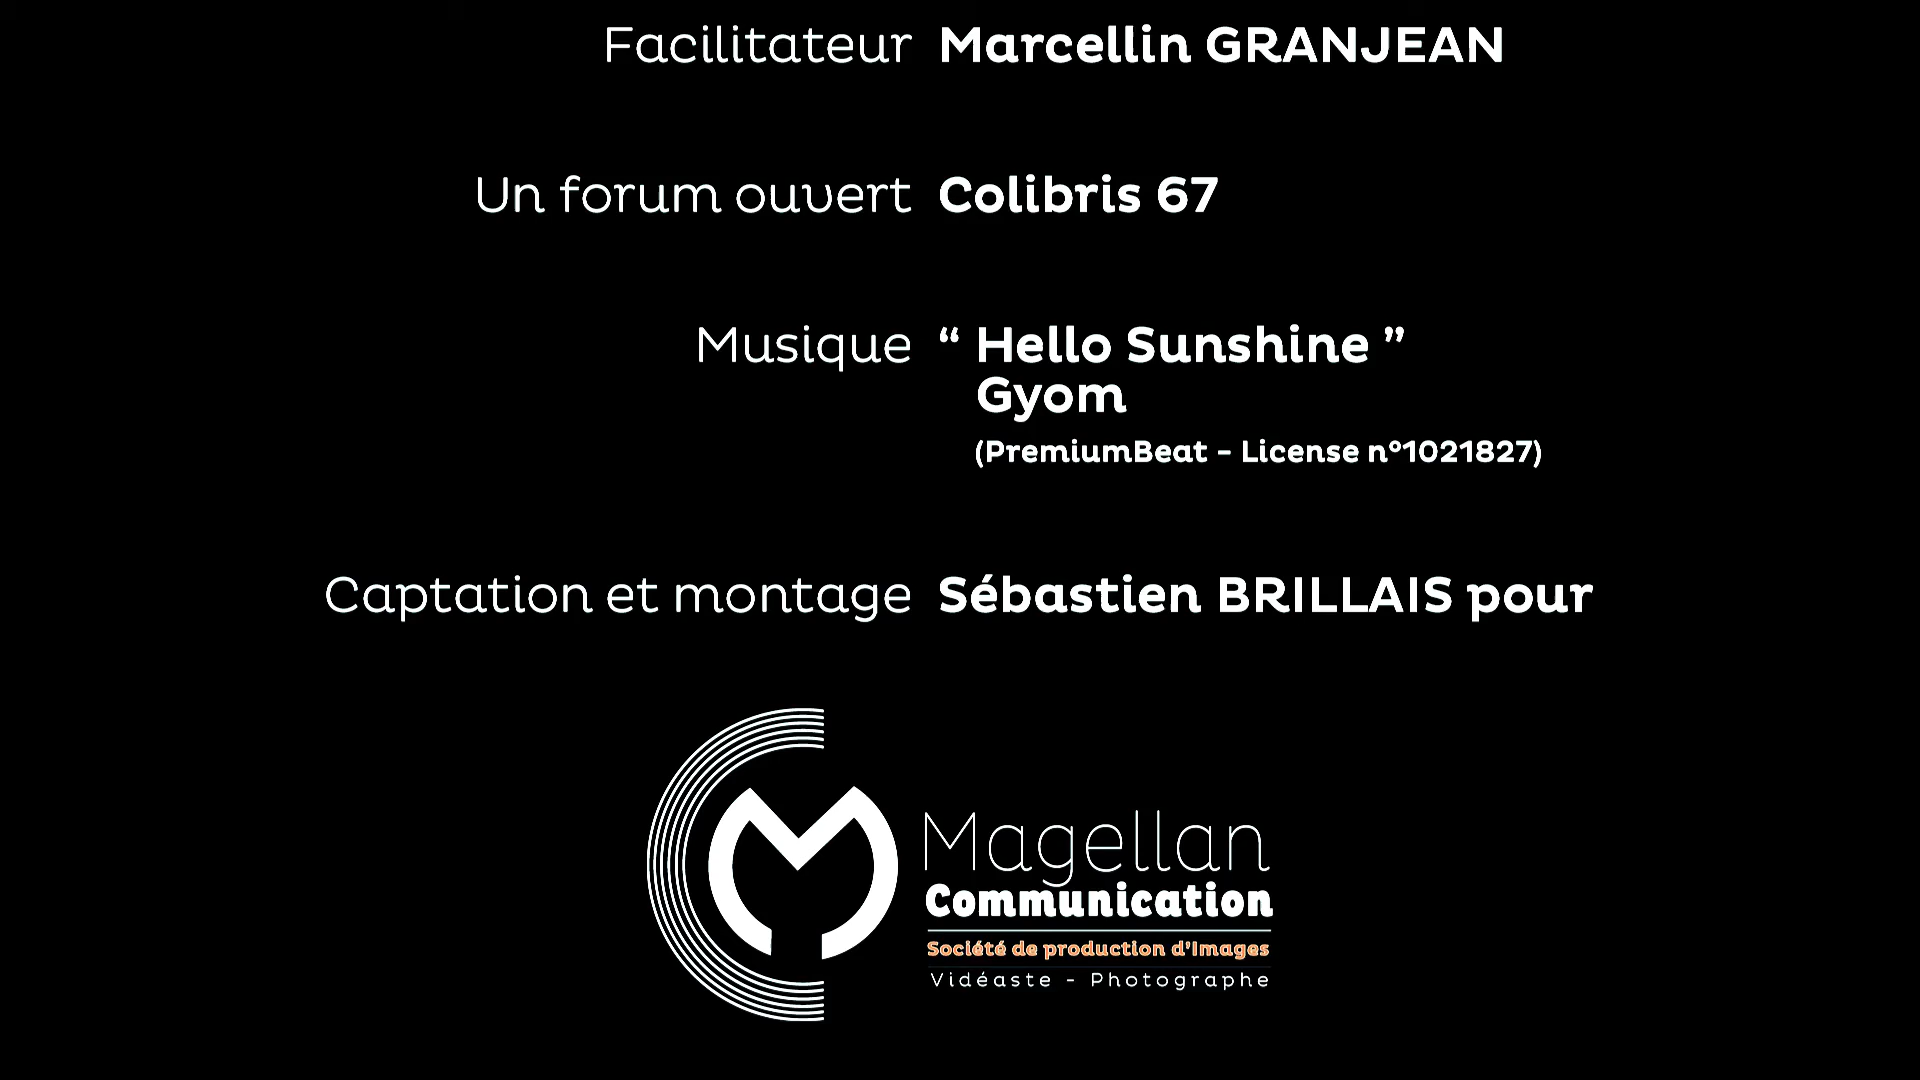 Facilitateur Marcellin GRANJEAN
Un forum ouvert Colibris 67
Musique “ Hello Sunshine ”
Gyom
(PremiumBeat - License n°1021827)
Captation et montage Sébastien BRILLAIS pour
Magellan
Communication
Société de production d'Images
Vidéaste - Photographe